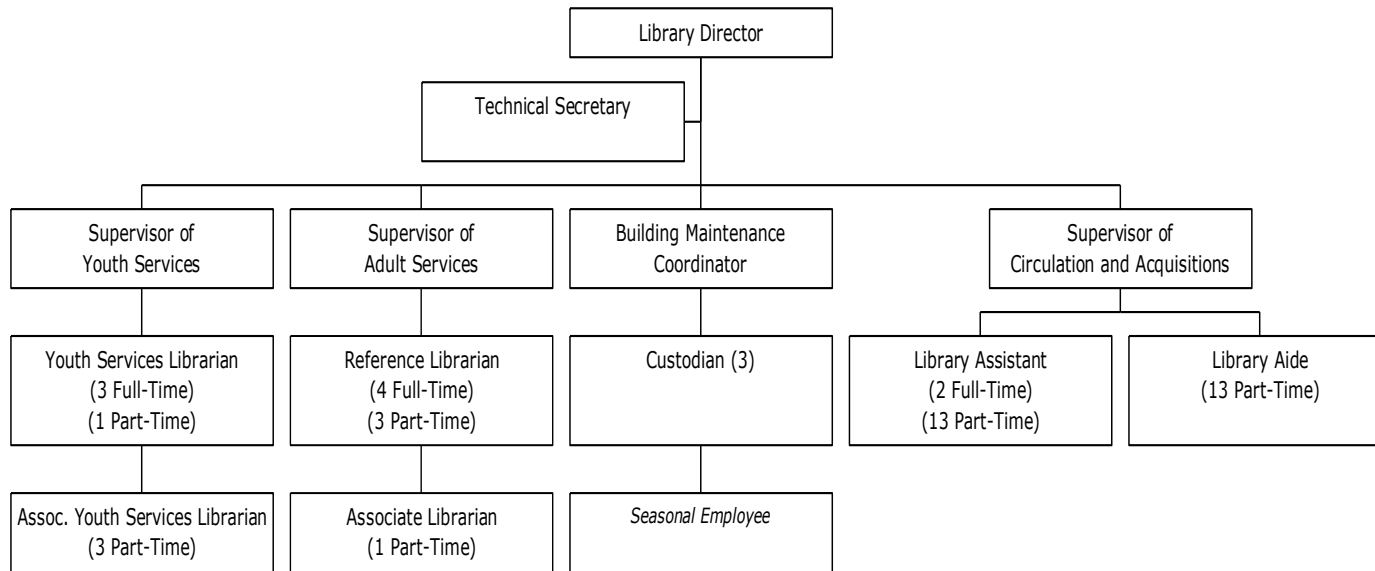 Library Director
Technical Secretary
Supervisor of
Youth Services
Supervisor of
Adult Services
Building Maintenance
Coordinator
Supervisor of
Circulation and Acquisitions
Youth Services Librarian
(3 Full-Time)
(1 Part-Time)
Reference Librarian
(4 Full-Time)
(3 Part-Time)
Custodian (3)
Library Assistant
(2 Full-Time)
(13 Part-Time)
Library Aide
(13 Part-Time)
Assoc. Youth Services Librarian
(3 Part-Time)
Associate Librarian
(1 Part-Time)
Seasonal Employee